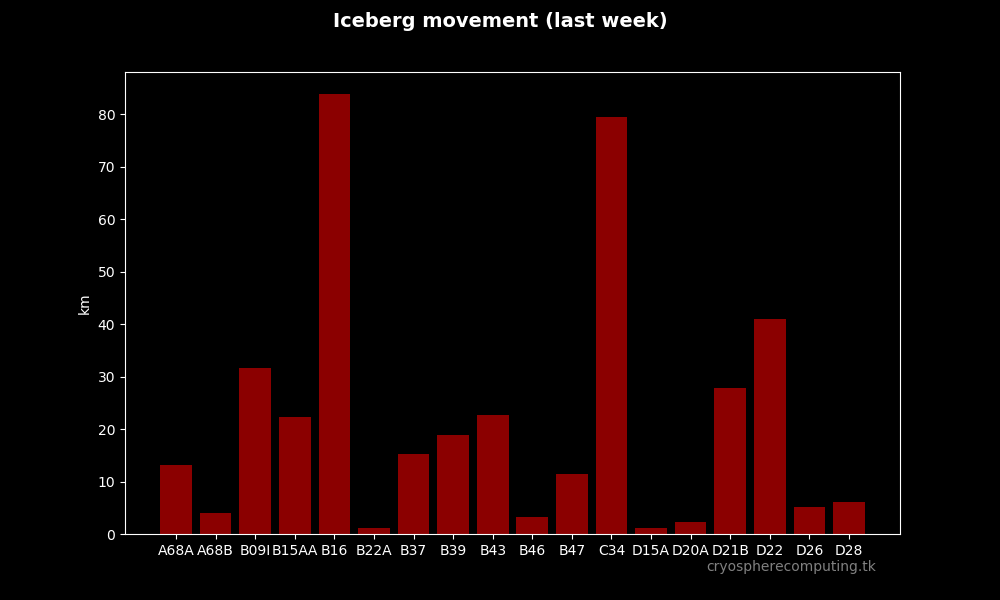 Iceberg movement (last week)
80
70
60
50
40
30
20
10
0
km
A68A A68B B09I B15AA B16 B22A B37 B39 B43 B46 B47 C34 D15A D20A D21B D22 D26 D28
cryospherecomputing.tk